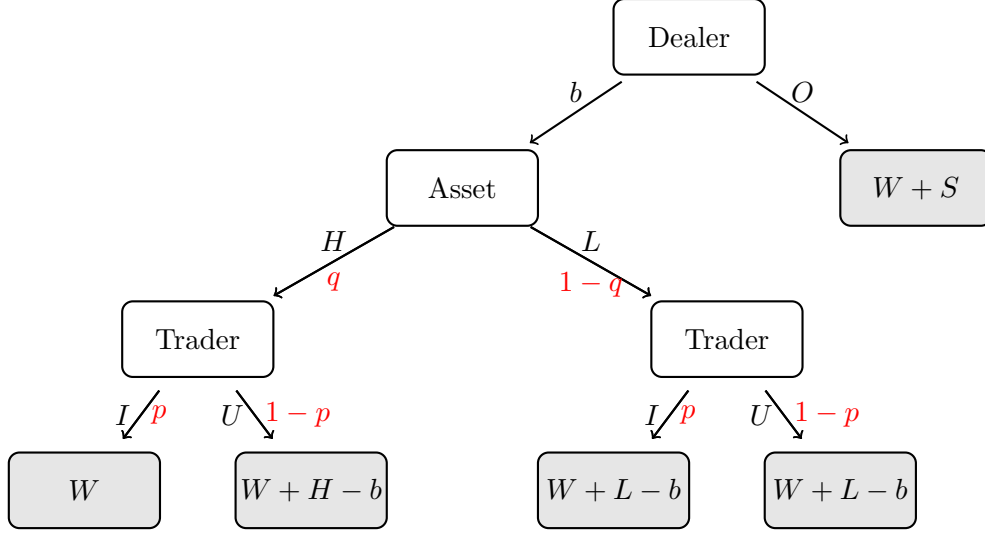 Dealer
b
O
Asset
W + S
H
L
q
1 − q
Trader
Trader
I
p
U
1 − p
I
p
U
1 − p
W
W + H − b
W + L − b
W + L − b